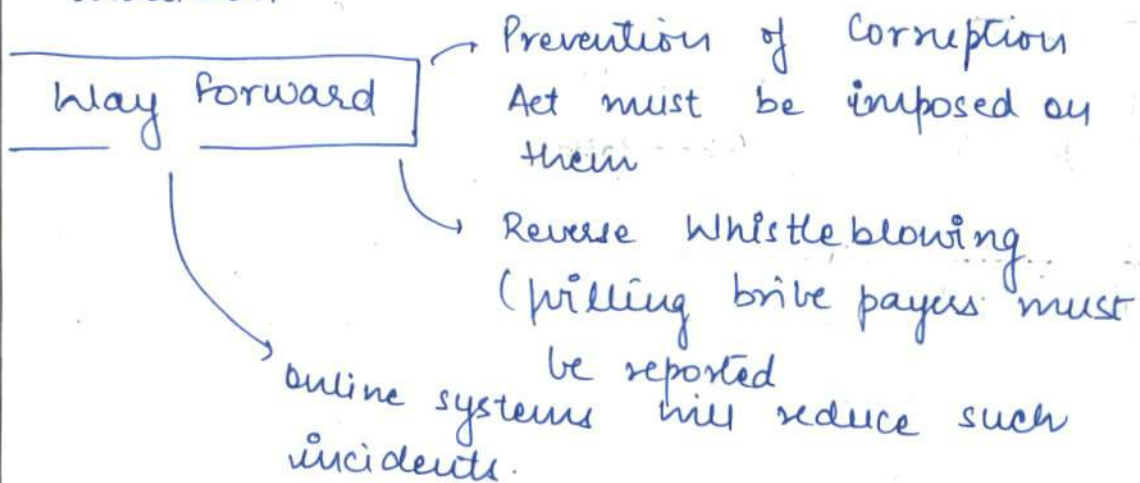 Way forward
Prevention of Corruption
Act must be imposed on
them
Reverse Whistleblowing
(willing bribe payers must
be reported
online systems will reduce such
incidents.